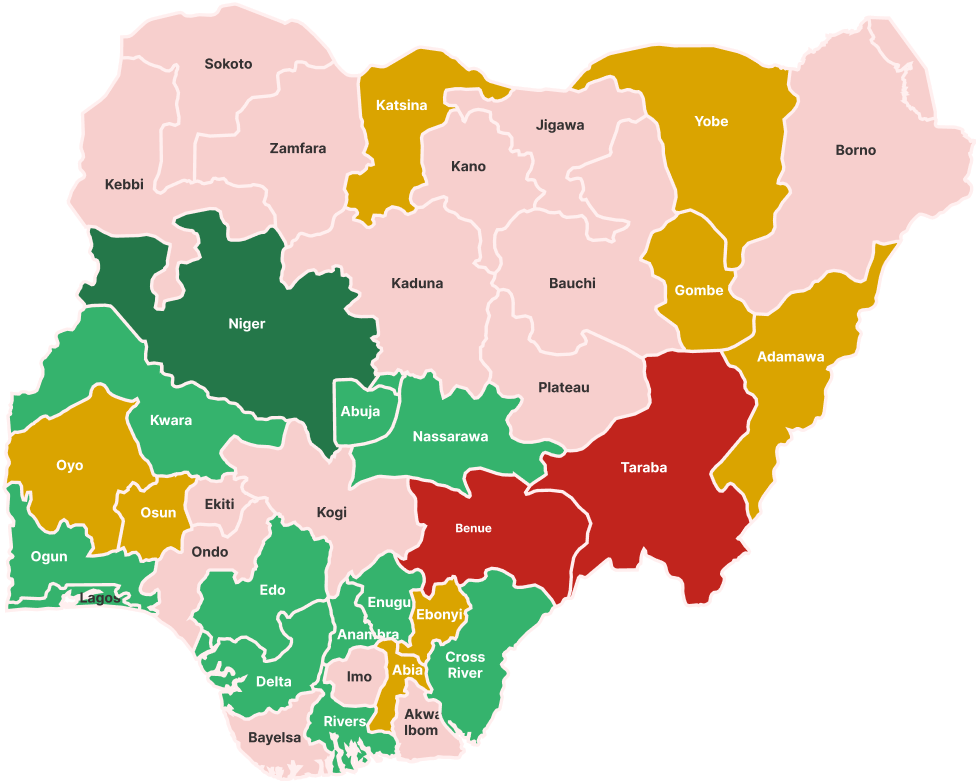 Sokoto
Katsina
Yobe
Jigawa
Zamfara
Borno
Kano
Kebbi
Kaduna
Bauchi
Gombe
Niger
Adamawa
Plateau
Abuja
Kwara
Nassarawa
Oyo
Taraba
Ekiti
Osun
Kogi
Benue
Ondo
Ogun
Edo
Lagos
Enugu
Ebonyi
Anambra
Cross
River
Abia
Imo
Delta
Akwa
Ibom
Rivers
Bayelsa